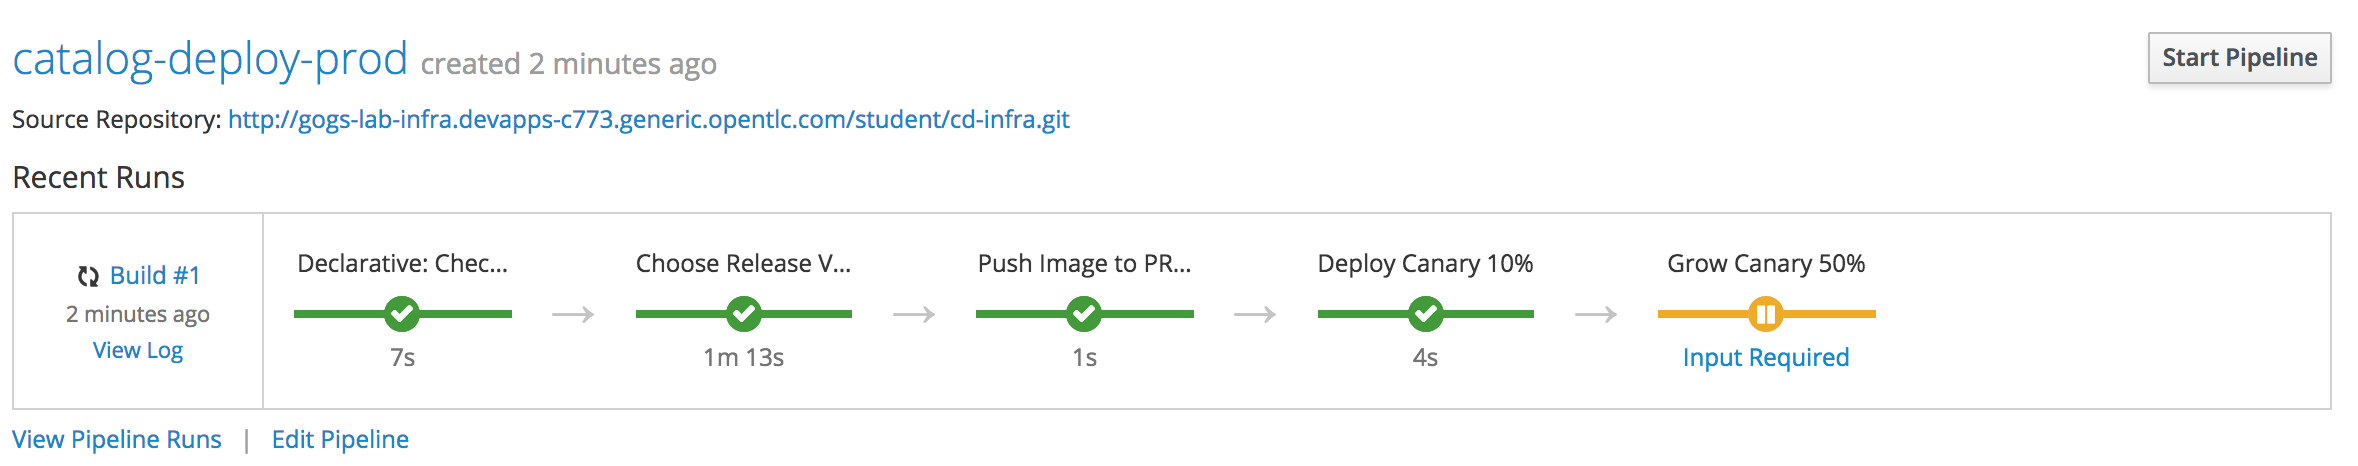 catalog-deploy-prod created 2 minutes ago
Start Pipeline
Source Repository: http://gogs-lab-infra.devapps-c773.generic.opentlc.com/student/cd-infra.git
Recent Runs
Build #1
2 minutes ago
View Log
Declarative: Chec...
7s
Choose Release V...
1m 13s
Push Image to PR...
1s
Deploy Canary 10%
4s
Grow Canary 50%
Input Required
View Pipeline Runs | Edit Pipeline